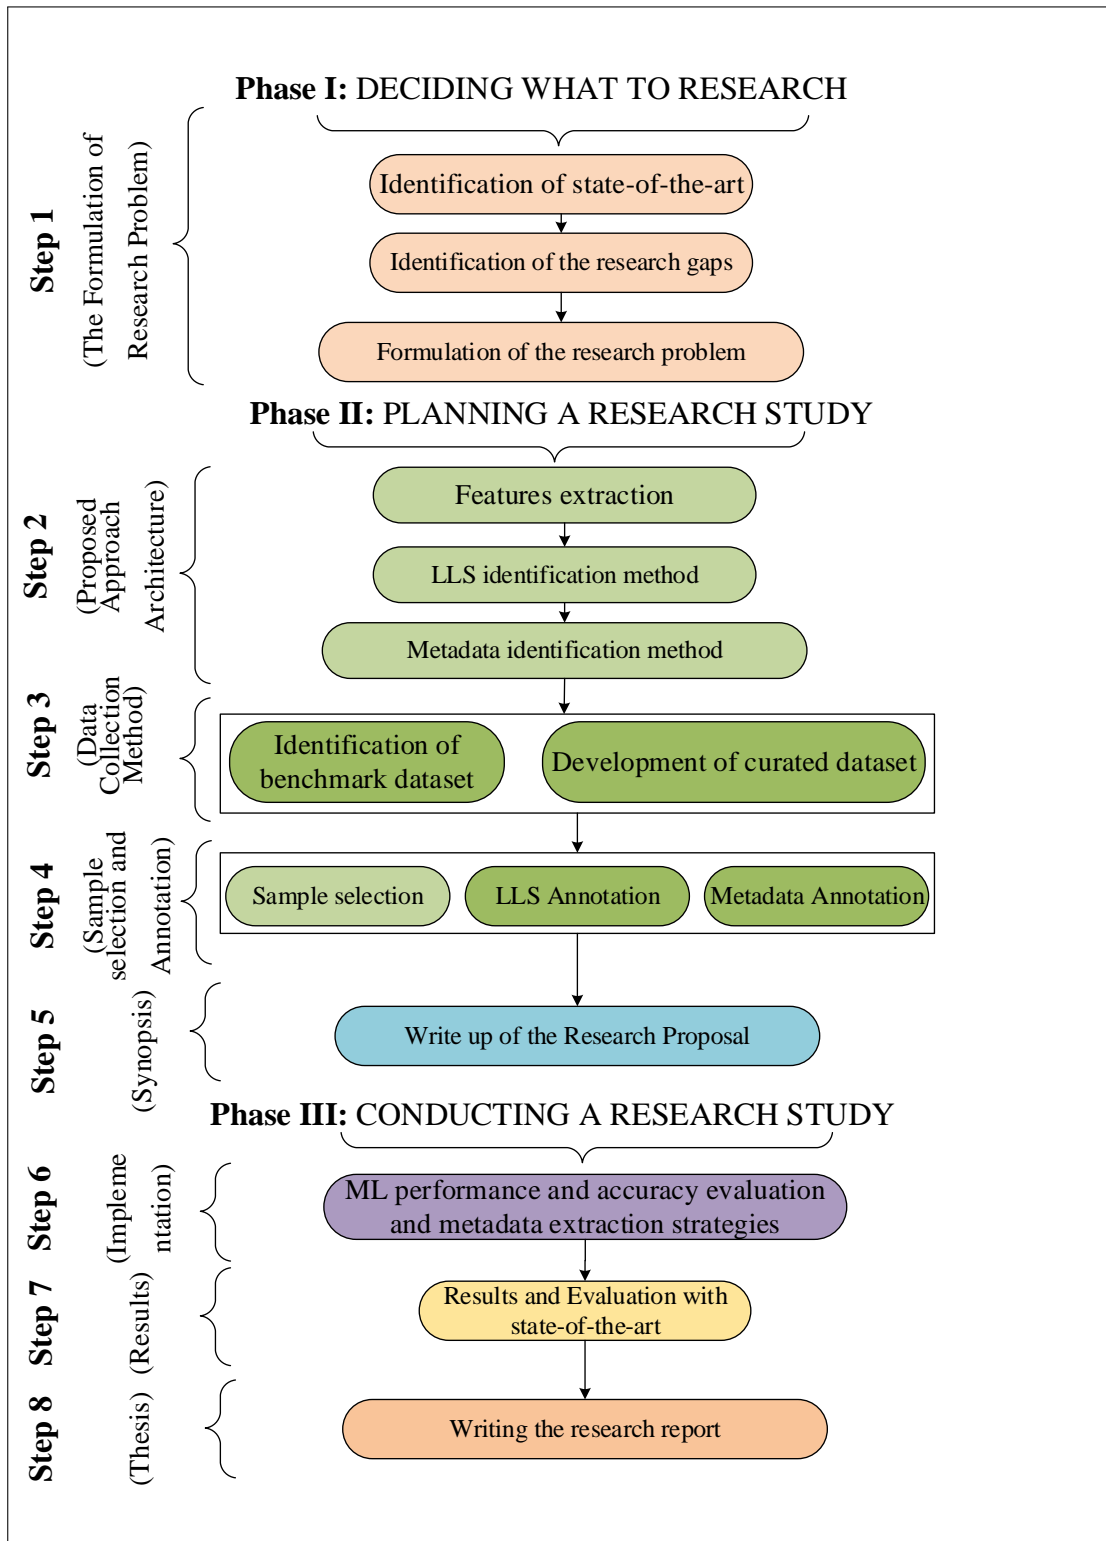 Phase I: DECIDING WHAT TO RESEARCH
Step 1
(The Formulation of
Research Problem)
Identification of state-of-the-art
Identification of the research gaps
Formulation of the research problem
Phase II: PLANNING A RESEARCH STUDY
Step 2
(Proposed
Approach
Architecture)
Features extraction
LLS identification method
Metadata identification method
Step 3
(Data
Collection
Method)
Identification of
benchmark dataset
Development of curated dataset
Step 4
(Sample
selection and
Annotation)
Sample selection
LLS Annotation
Metadata Annotation
Step 5
(Synopsis)
Write up of the Research Proposal
Phase III: CONDUCTING A RESEARCH STUDY
Step 6
(Impleme
ntation)
ML performance and accuracy evaluation
and metadata extraction strategies
Step 7
(Results)
Results and Evaluation with
state-of-the-art
Step 8
(Thesis)
Writing the research report